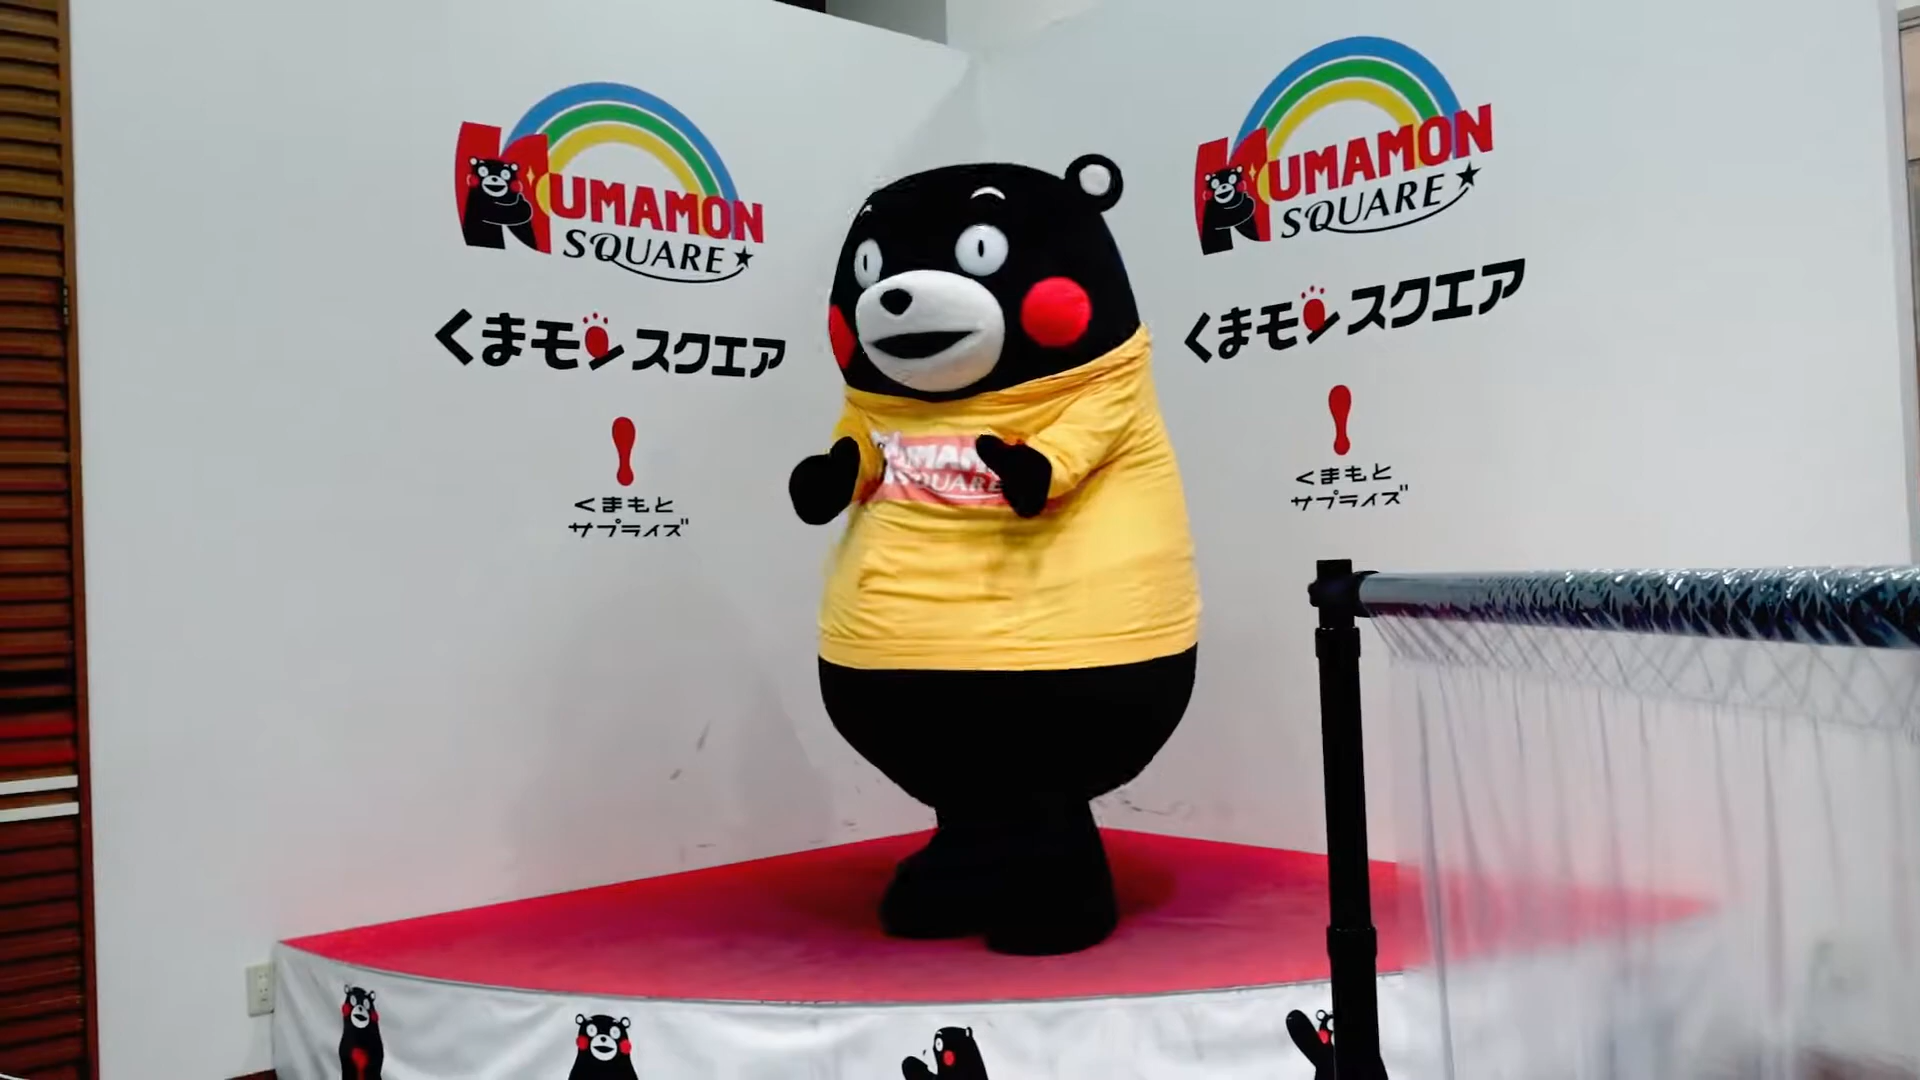 KUMAMON
SQUARE
くまモンスクエア
くまもと
サプライズ
KUMAMON
SQUARE
くまモンスクエア
くまもと
サプライズ
SQUARE